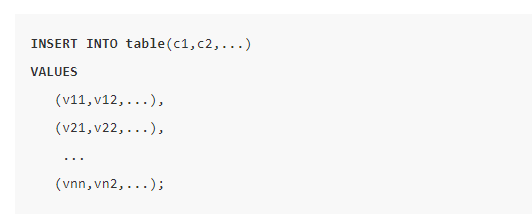 INSERT INTO table(c1,c2,...)
VALUES
(v11,v12,...),
(v21,v22,...),
...
(vnn,vn2,...);